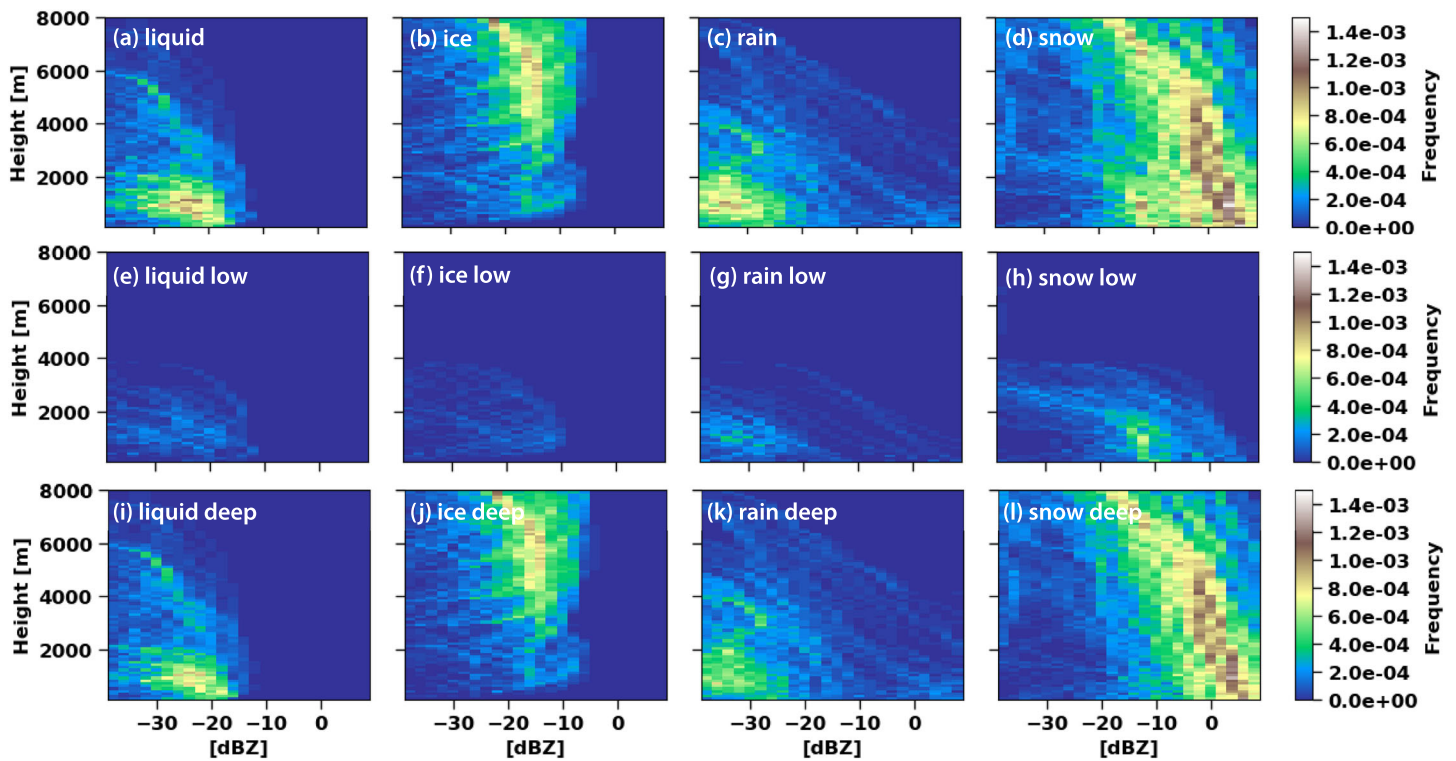 (a) liquid
(b) ice
(c) rain
(d) snow
8000
6000
4000
2000
Height [m]
1.4e-03
1.2e-03
1.0e-03
8.0e-04
6.0e-04
4.0e-04
2.0e-04
0.0e+00
Frequency
(e) liquid low
(f) ice low
(g) rain low
(h) snow low
8000
6000
4000
2000
Height [m]
1.4e-03
1.2e-03
1.0e-03
8.0e-04
6.0e-04
4.0e-04
2.0e-04
0.0e+00
Frequency
(i) liquid deep
(j) ice deep
(k) rain deep
(l) snow deep
8000
6000
4000
2000
Height [m]
1.4e-03
1.2e-03
1.0e-03
8.0e-04
6.0e-04
4.0e-04
2.0e-04
0.0e+00
Frequency
−30 −20 −10 0
−30 −20 −10 0
−30 −20 −10 0
−30 −20 −10 0
[dBZ]
[dBZ]
[dBZ]
[dBZ]